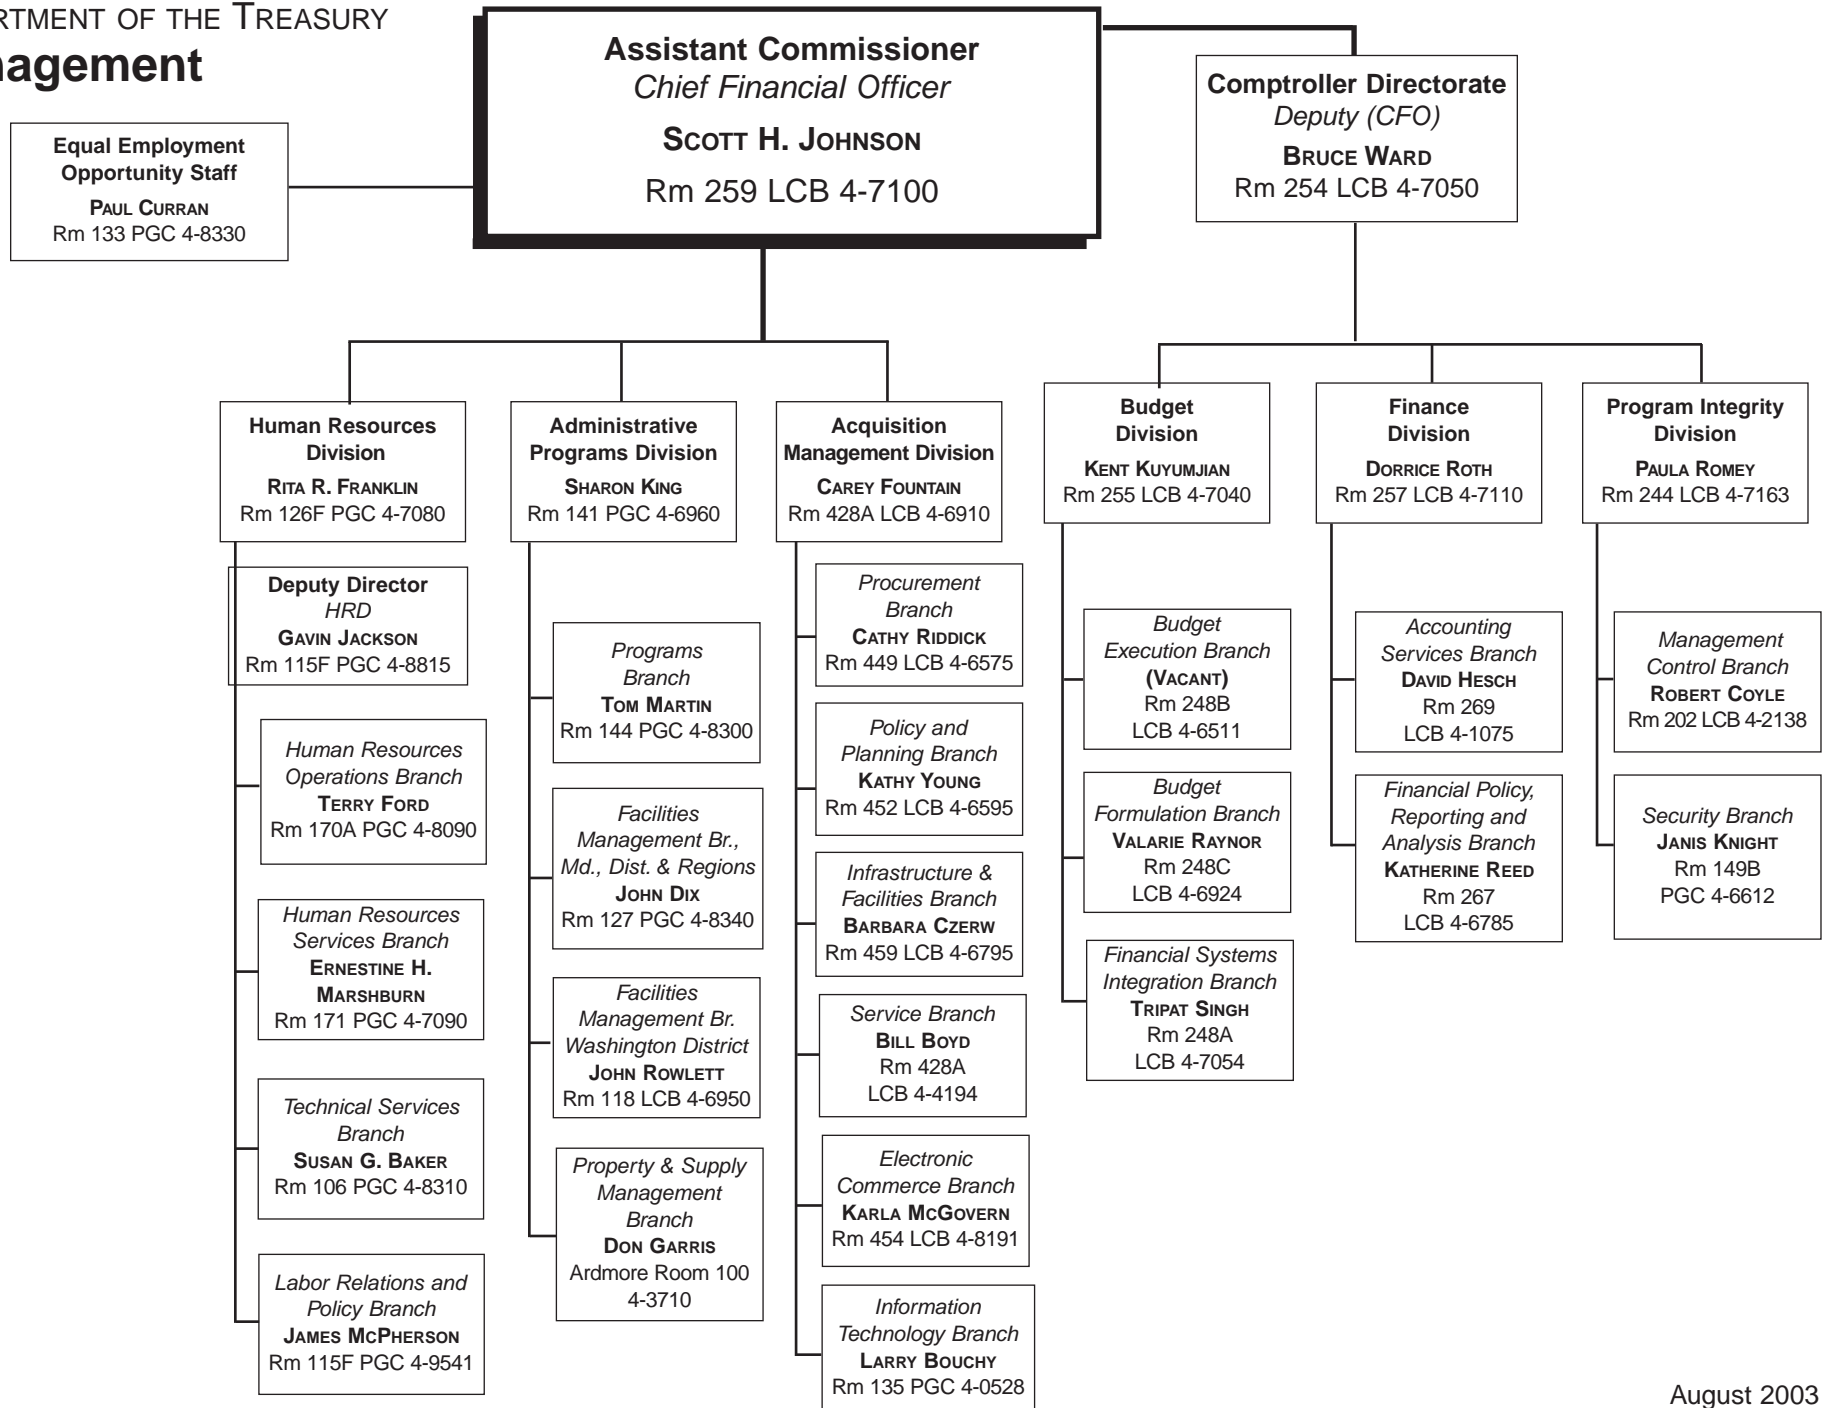 OF THE TREASURY
Assistant Commissioner
Chief Financial Officer
SCOTT H. JOHNSON
Rm 259 LCB 4-7100
Comptroller Directorate
Deputy (CFO)
BRUCE WARD
Rm 254 LCB 4-7050
Equal Employment
Opportunity Staff
PAUL CURRAN
Rm 133 PGC 4-8330
Human Resources
Division
RITA R. FRANKLIN
Rm 126F PGC 4-7080
Deputy Director
HRD
GAVIN JACKSON
Rm 115F PGC 4-8815
Human Resources
Operations Branch
TERRY FORD
Rm 170A PGC 4-8090
Human Resources
Services Branch
ERNESTINE H.
MARSHBURN
Rm 171 PGC 4-7090
Technical Services
Branch
SUSAN G. BAKER
Rm 106 PGC 4-8310
Labor Relations and
Policy Branch
JAMES MCPHERSON
Rm 115F PGC 4-9541
Administrative
Programs Division
SHARON KING
Rm 141 PGC 4-6960
Programs
Branch
TOM MARTIN
Rm 144 PGC 4-8300
Facilities
Management Br.,
Md., Dist. & Regions
JOHN DIX
Rm 127 PGC 4-8340
Facilities
Management Br.
Washington District
JOHN ROWLETT
Rm 118 LCB 4-6950
Property & Supply
Management
Branch
DON GARRIS
Ardmore Room 100
4-3710
Acquisition
Management Division
CAREY FOUNTAIN
Rm 428A LCB 4-6910
Procurement
Branch
CATHY RIDDICK
Rm 449 LCB 4-6575
Policy and
Planning Branch
KATHY YOUNG
Rm 452 LCB 4-6595
Infrastructure &
Facilities Branch
BARBARA CZERW
Rm 459 LCB 4-6795
Service Branch
BILL BOYD
Rm 428A
LCB 4-4194
Electronic
Commerce Branch
KARLA MCGOVERN
Rm 454 LCB 4-8191
Information
Technology Branch
LARRY BOUCHY
Rm 135 PGC 4-0528
Budget
Division
KENT KUYUMJIAN
Rm 255 LCB 4-7040
Budget
Execution Branch
(VACANT)
Rm 248B
LCB 4-6511
Budget
Formulation Branch
VALARIE RAYNOR
Rm 248C
LCB 4-6924
Financial Systems
Integration Branch
TRIPAT SINGH
Rm 248A
LCB 4-7054
Finance
Division
DORRICE ROTH
Rm 257 LCB 4-7110
Accounting
Services Branch
DAVID HESCH
Rm 269
LCB 4-1075
Financial Policy,
Reporting and
Analysis Branch
KATHERINE REED
Rm 267
LCB 4-6785
Program Integrity
Division
PAULA ROMEY
Rm 244 LCB 4-7163
Management
Control Branch
ROBERT COYLE
Rm 202 LCB 4-2138
Security Branch
JANIS KNIGHT
Rm 149B
PGC 4-6612
August 2003